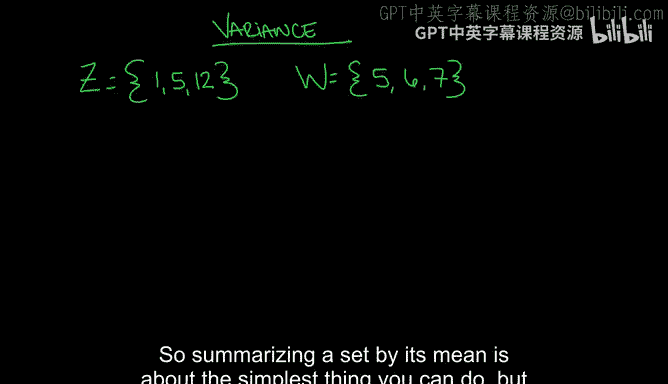 GPT中英字幕课程资源@bilibili.com
VARIANCE
GPT中英字幕课程资源 bilibili
Z = {1, 5, 12} W = {5, 6, 7}
So summarizing a set by its mean is
about the simplest thing you can do, but